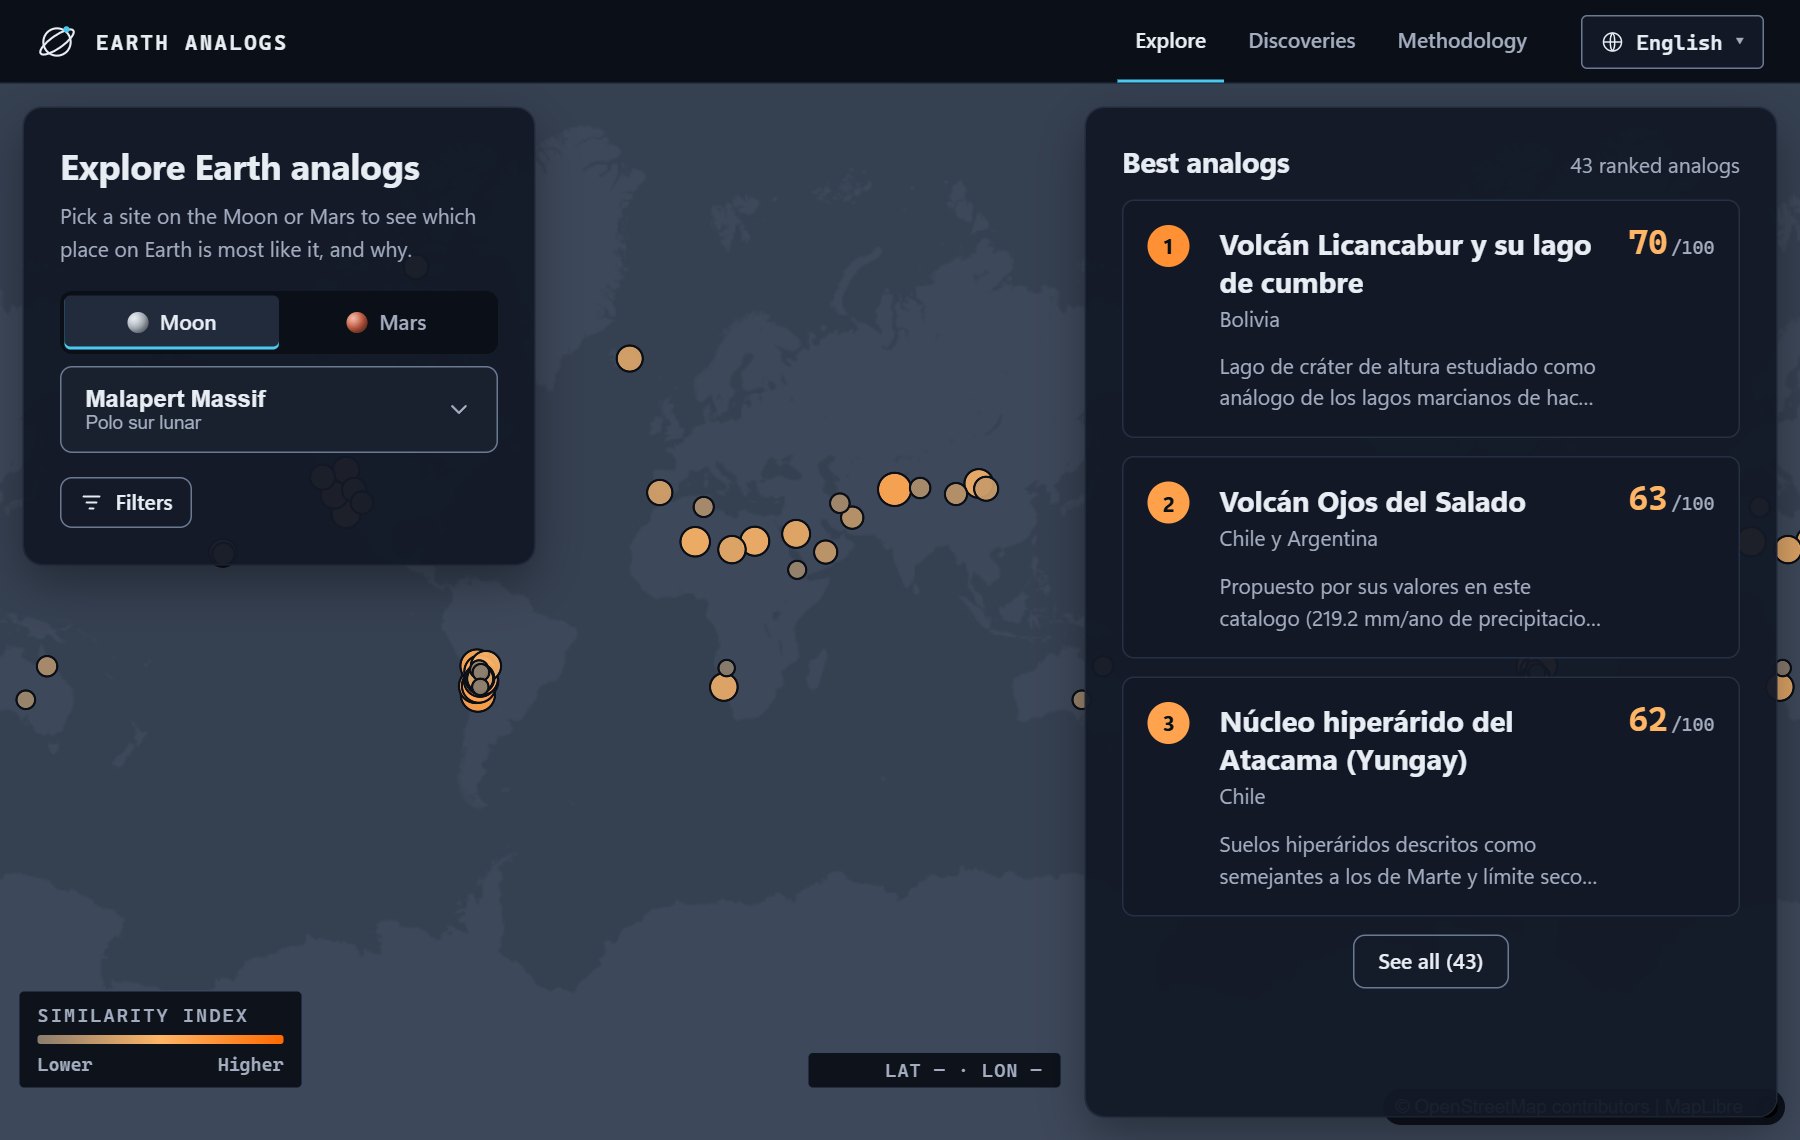 EARTH ANALOGS
Explore
Discoveries
Methodology
English
Explore Earth analogs
Pick a site on the Moon or Mars to see which
place on Earth is most like it, and why.
Moon
Mars
Malapert Massif
Polo sur lunar
Filters
Best analogs
43 ranked analogs
1
Volcán Licancabur y su lago
de cumbre
70/100
Bolivia
Lago de cráter de altura estudiado como
análogo de los lagos marcianos de hac...
2
Volcán Ojos del Salado
63/100
Chile y Argentina
Propuesto por sus valores en este
catalogo (219.2 mm/ano de precipitacio...
3
Núcleo hiperárido del
Atacama (Yungay)
62/100
Chile
Suelos hiperáridos descritos como
semejantes a los de Marte y límite seco...
See all (43)
SIMILARITY INDEX
Lower
Higher
LAT — · LON —
© OpenStreetMap contributors | MapLibre